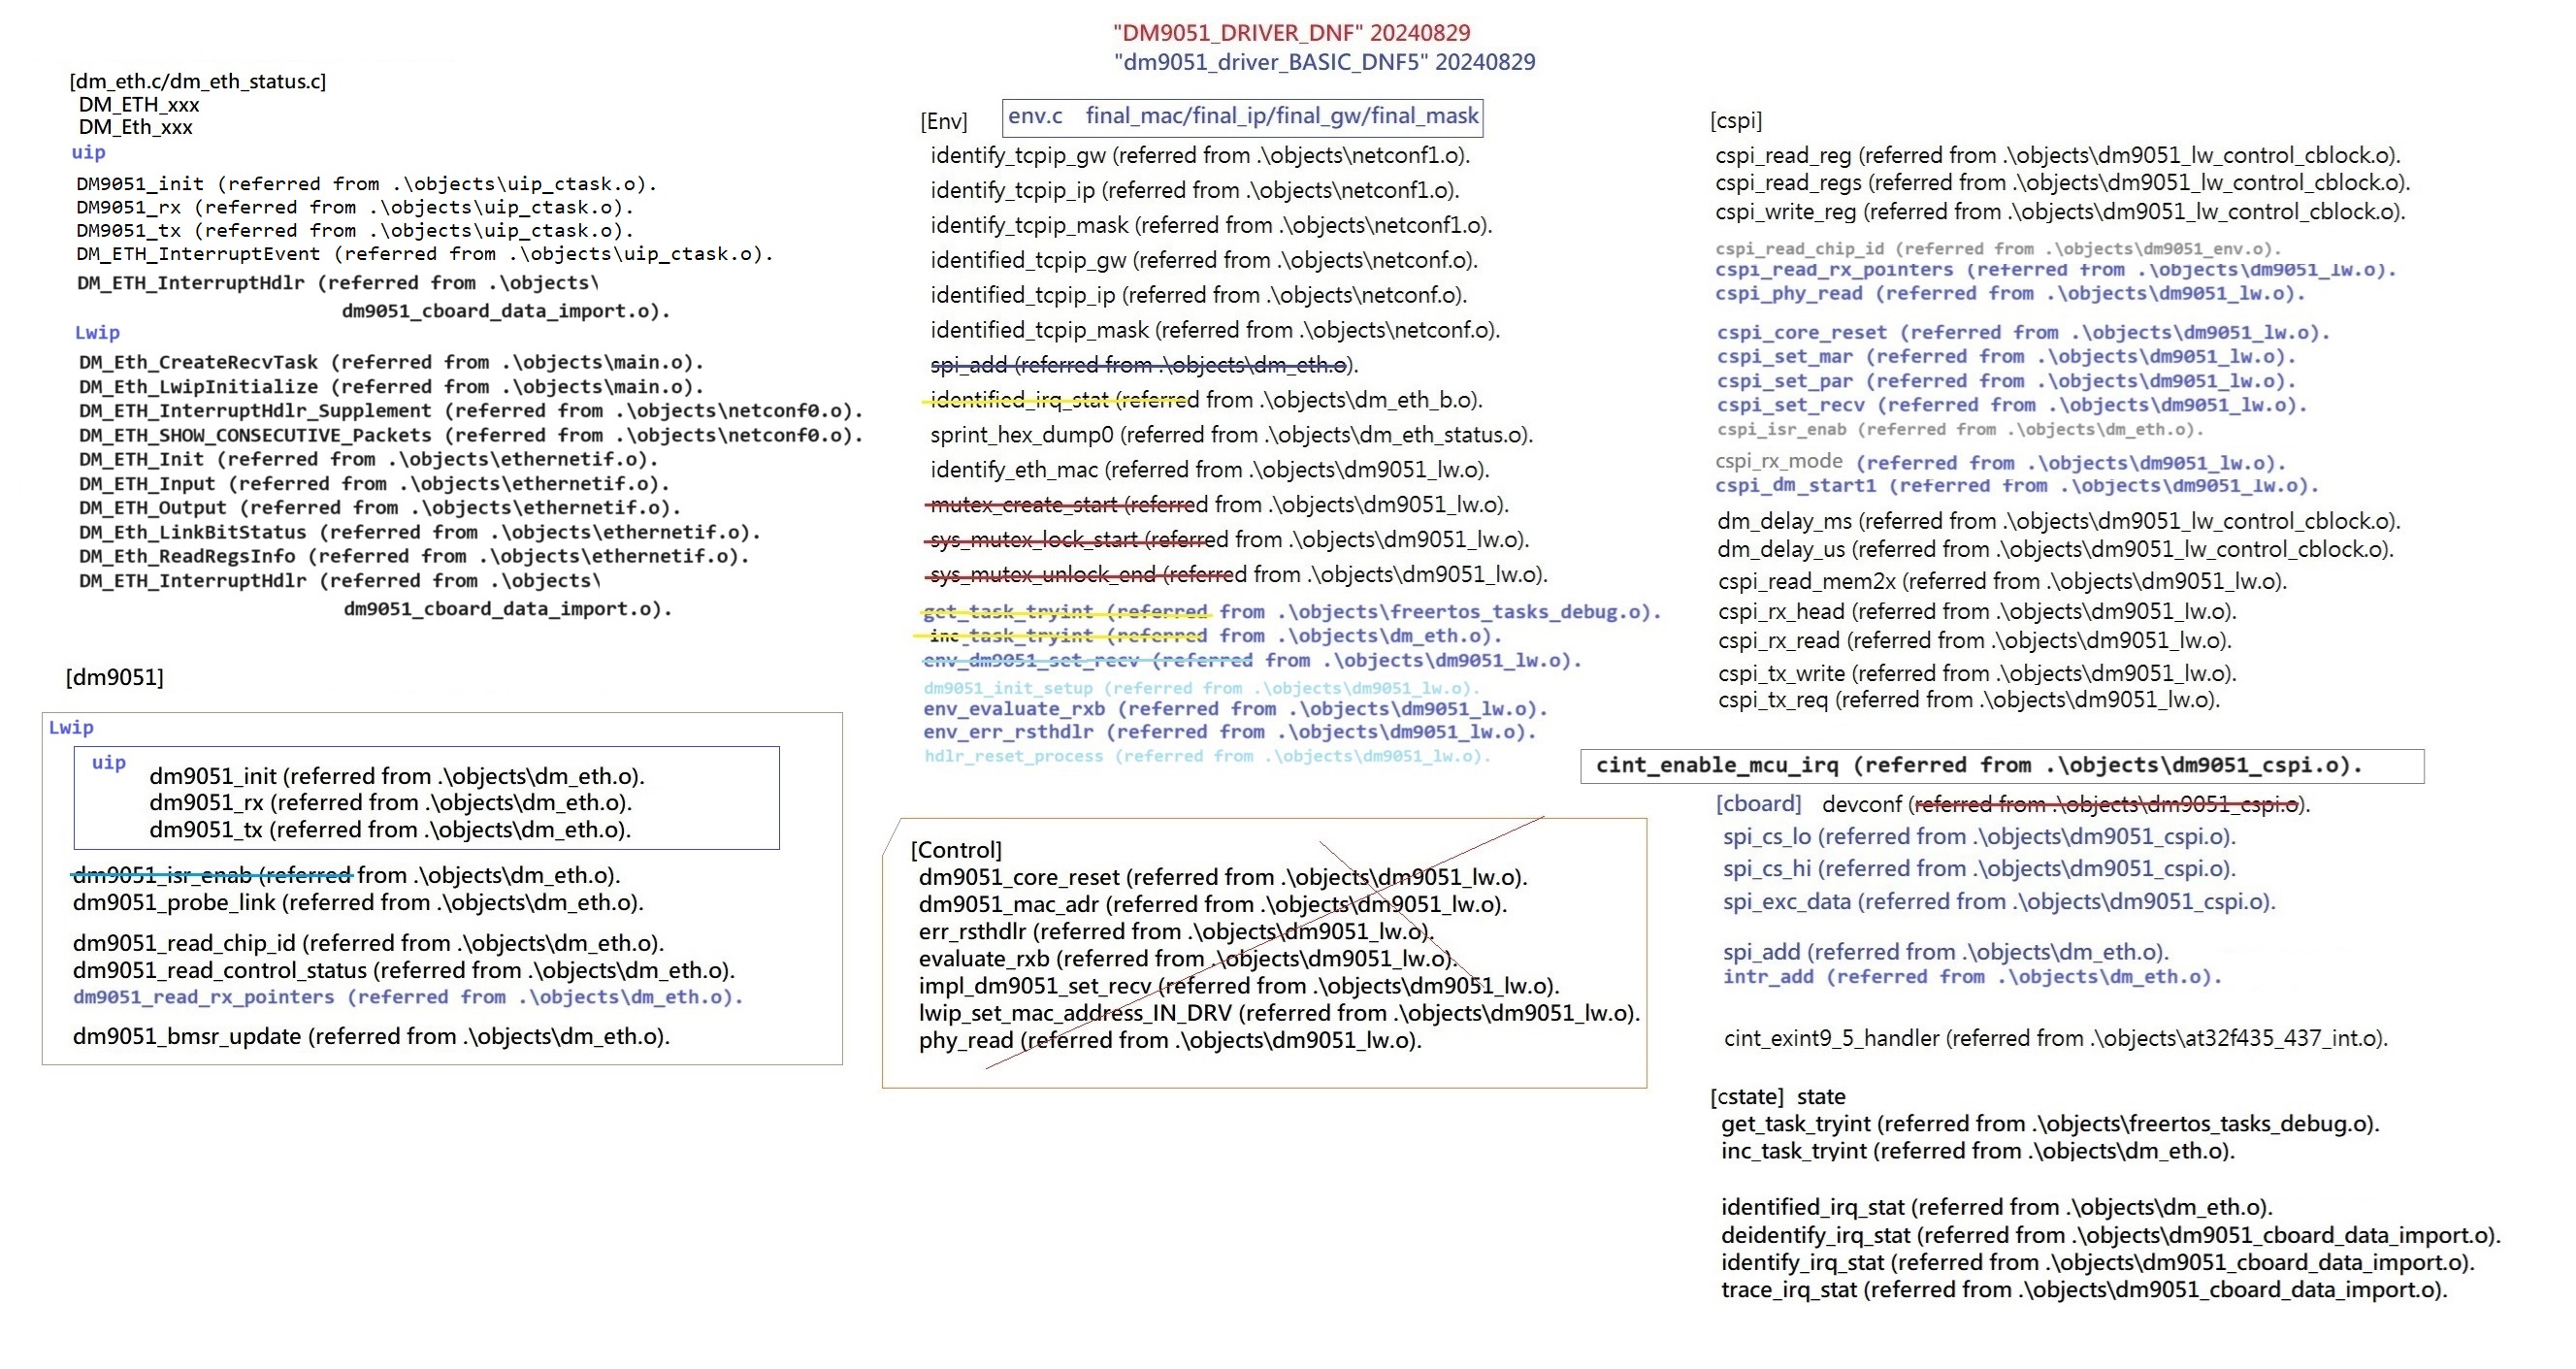 "DM9051_DRIVER_DNF" 20240829
"dm9051_driver_BASIC_DNF5" 20240829
[dm_eth.c/dm_eth_status.c]
DM_ETH_xxx
DM_Eth_xxx
uip
DM9051_init (referred from .\objects\uip_ctask.o).
DM9051_rx (referred from .\objects\uip_ctask.o).
DM9051_tx (referred from .\objects\uip_ctask.o).
DM_ETH_InterruptEvent (referred from .\objects\uip_ctask.o).
DM_ETH_InterruptHdlr (referred from .\objects\
dm9051_cboard_data_import.o).
Lwip
DM_Eth_CreateRecvTask (referred from .\objects\main.o).
DM_Eth_LwipInitialize (referred from .\objects\main.o).
DM_ETH_InterruptHdlr_Supplement (referred from .\objects\netconf0.o).
DM_ETH_SHOW_CONSECUTIVE_Packets (referred from .\objects\netconf0.o).
DM_ETH_Init (referred from .\objects\ethernetif.o).
DM_ETH_Input (referred from .\objects\ethernetif.o).
DM_ETH_Output (referred from .\objects\ethernetif.o).
DM_Eth_LinkBitStatus (referred from .\objects\ethernetif.o).
DM_Eth_ReadRegsInfo (referred from .\objects\ethernetif.o).
DM_ETH_InterruptHdlr (referred from .\objects\
dm9051_cboard_data_import.o).
[dm9051]
Lwip
uip
dm9051_init (referred from .\objects\dm_eth.o).
dm9051_rx (referred from .\objects\dm_eth.o).
dm9051_tx (referred from .\objects\dm_eth.o).
dm9051_isr_enab (referred from .\objects\dm_eth.o).
dm9051_probe_link (referred from .\objects\dm_eth.o).
dm9051_read_chip_id (referred from .\objects\dm_eth.o).
dm9051_read_control_status (referred from .\objects\dm_eth.o).
dm9051_read_rx_pointers (referred from .\objects\dm_eth.o).
dm9051_bmsr_update (referred from .\objects\dm_eth.o).
[Env] env.c final_mac/final_ip/final_gw/final_mask
identify_tcpip_gw (referred from .\objects\netconf1.o).
identify_tcpip_ip (referred from .\objects\netconf1.o).
identify_tcpip_mask (referred from .\objects\netconf1.o).
identified_tcpip_gw (referred from .\objects\netconf.o).
identified_tcpip_ip (referred from .\objects\netconf.o).
identified_tcpip_mask (referred from .\objects\netconf.o).
spi_add (referred from .\objects\dm_eth.o).
identified_irq_stat (referred from .\objects\dm_eth_b.o).
sprint_hex_dump0 (referred from .\objects\dm_eth_status.o).
identify_eth_mac (referred from .\objects\dm9051_lw.o).
mutex_create_start (referred from .\objects\dm9051_lw.o).
sys_mutex_lock_start (referred from .\objects\dm9051_lw.o).
sys_mutex_unlock_end (referred from .\objects\dm9051_lw.o).
get_task_tryint (referred from .\objects\freertos_tasks_debug.o).
inc_task_tryint (referred from .\objects\dm_eth.o).
env_dm9051_set_recv (referred from .\objects\dm9051_lw.o).
dm9051_init_setup (referred from .\objects\dm9051_lw.o).
env_evaluate_rxb (referred from .\objects\dm9051_lw.o).
env_err_rsthdlr (referred from .\objects\dm9051_lw.o).
hdlr_reset_process (referred from .\objects\dm9051_lw.o).
[Control]
dm9051_core_reset (referred from .\objects\dm9051_lw.o).
dm9051_mac_adr (referred from .\objects\dm9051_lw.o).
err_rsthdlr (referred from .\objects\dm9051_lw.o).
evaluate_rxb (referred from .\objects\dm9051_lw.o).
impl_dm9051_set_recv (referred from .\objects\dm9051_lw.o).
lwip_set_mac_address_IN_DRV (referred from .\objects\dm9051_lw.o).
phy_read (referred from .\objects\dm9051_lw.o).
[cspi]
cspi_read_reg (referred from .\objects\dm9051_lw_control_cblock.o).
cspi_read_regs (referred from .\objects\dm9051_lw_control_cblock.o).
cspi_write_reg (referred from .\objects\dm9051_lw_control_cblock.o).
cspi_read_chip_id (referred from .\objects\dm9051_env.o).
cspi_read_rx_pointers (referred from .\objects\dm9051_lw.o).
cspi_phy_read (referred from .\objects\dm9051_lw.o).
cspi_core_reset (referred from .\objects\dm9051_lw.o).
cspi_set_mar (referred from .\objects\dm9051_lw.o).
cspi_set_par (referred from .\objects\dm9051_lw.o).
cspi_set_recv (referred from .\objects\dm9051_lw.o).
cspi_isr_enab (referred from .\objects\dm_eth.o).
cspi_rx_mode (referred from .\objects\dm9051_lw.o).
cspi_dm_start1 (referred from .\objects\dm9051_lw.o).
dm_delay_ms (referred from .\objects\dm9051_lw_control_cblock.o).
dm_delay_us (referred from .\objects\dm9051_lw_control_cblock.o).
cspi_read_mem2x (referred from .\objects\dm9051_lw.o).
cspi_rx_head (referred from .\objects\dm9051_lw.o).
cspi_rx_read (referred from .\objects\dm9051_lw.o).
cspi_tx_write (referred from .\objects\dm9051_lw.o).
cspi_tx_req (referred from .\objects\dm9051_lw.o).
cint_enable_mcu_irq (referred from .\objects\dm9051_cspi.o).
[cboard] devconf (referred from .\objects\dm9051_cspi.o).
spi_cs_lo (referred from .\objects\dm9051_cspi.o).
spi_cs_hi (referred from .\objects\dm9051_cspi.o).
spi_exc_data (referred from .\objects\dm9051_cspi.o).
spi_add (referred from .\objects\dm_eth.o).
intr_add (referred from .\objects\dm_eth.o).
cint_exint9_5_handler (referred from .\objects\at32f435_437_int.o).
[cstate] state
get_task_tryint (referred from .\objects\freertos_tasks_debug.o).
inc_task_tryint (referred from .\objects\dm_eth.o).
identified_irq_stat (referred from .\objects\dm_eth.o).
deidentify_irq_stat (referred from .\objects\dm9051_cboard_data_import.o).
identify_irq_stat (referred from .\objects\dm9051_cboard_data_import.o).
trace_irq_stat (referred from .\objects\dm9051_cboard_data_import.o).